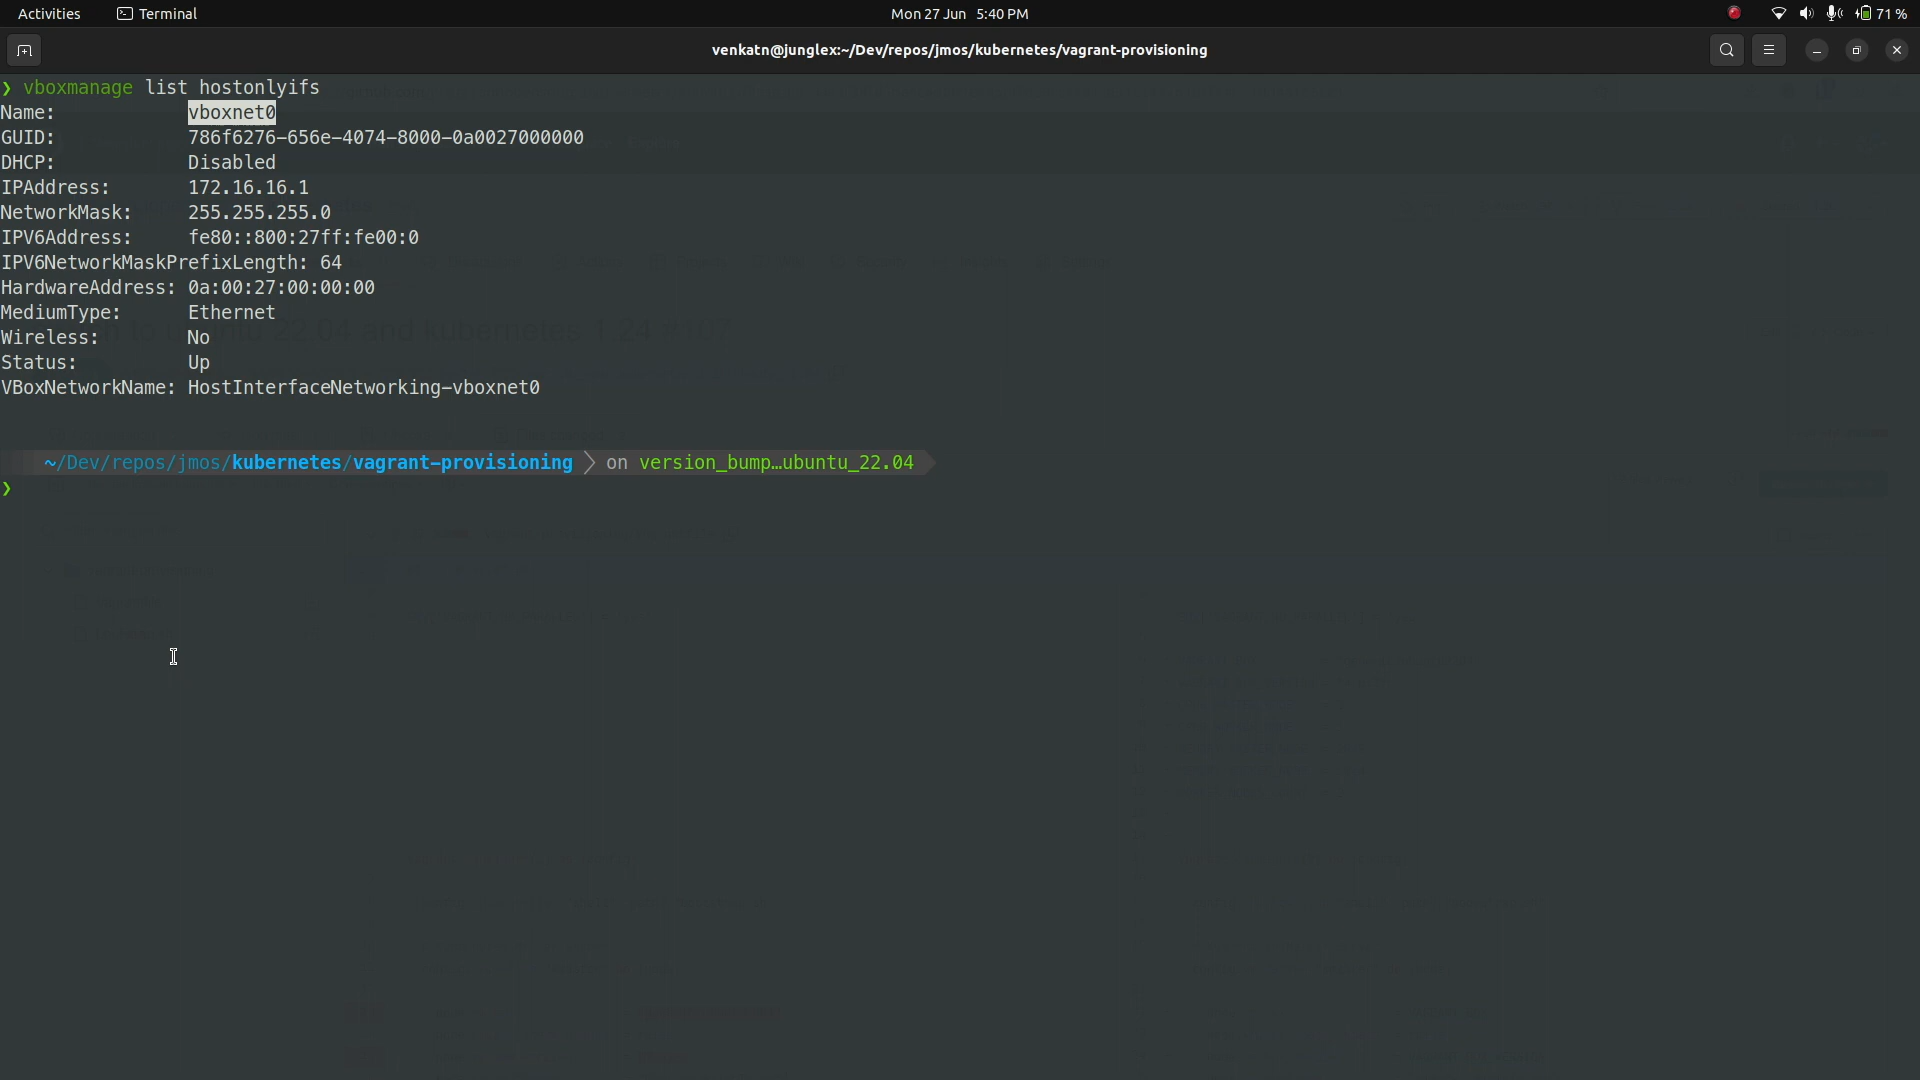 Activities Terminal Mon 27 Jun 5:40 PM 71 %
venkatn@junglex:~/Dev/repos/jmos/kubernetes/vagrant-provisioning
❯ vboxmanage list hostonlyifs
Name: vboxnet0
GUID: 786f6276-656e-4074-8000-0a0027000000
DHCP: Disabled
IPAddress: 172.16.16.1
NetworkMask: 255.255.255.0
IPV6Address: fe80::800:27ff:fe00:0
IPV6NetworkMaskPrefixLength: 64
HardwareAddress: 0a:00:27:00:00:00
MediumType: Ethernet
Wireless: No
Status: Up
VBoxNetworkName: HostInterfaceNetworking-vboxnet0
~/Dev/repos/jmos/kubernetes/vagrant-provisioning on version_bump…ubuntu_22.04
❯